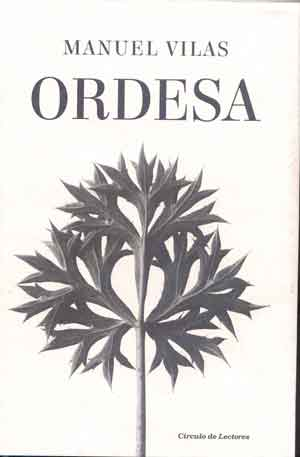 MANUEL VILAS
ORDESA
Círculo de Lectores